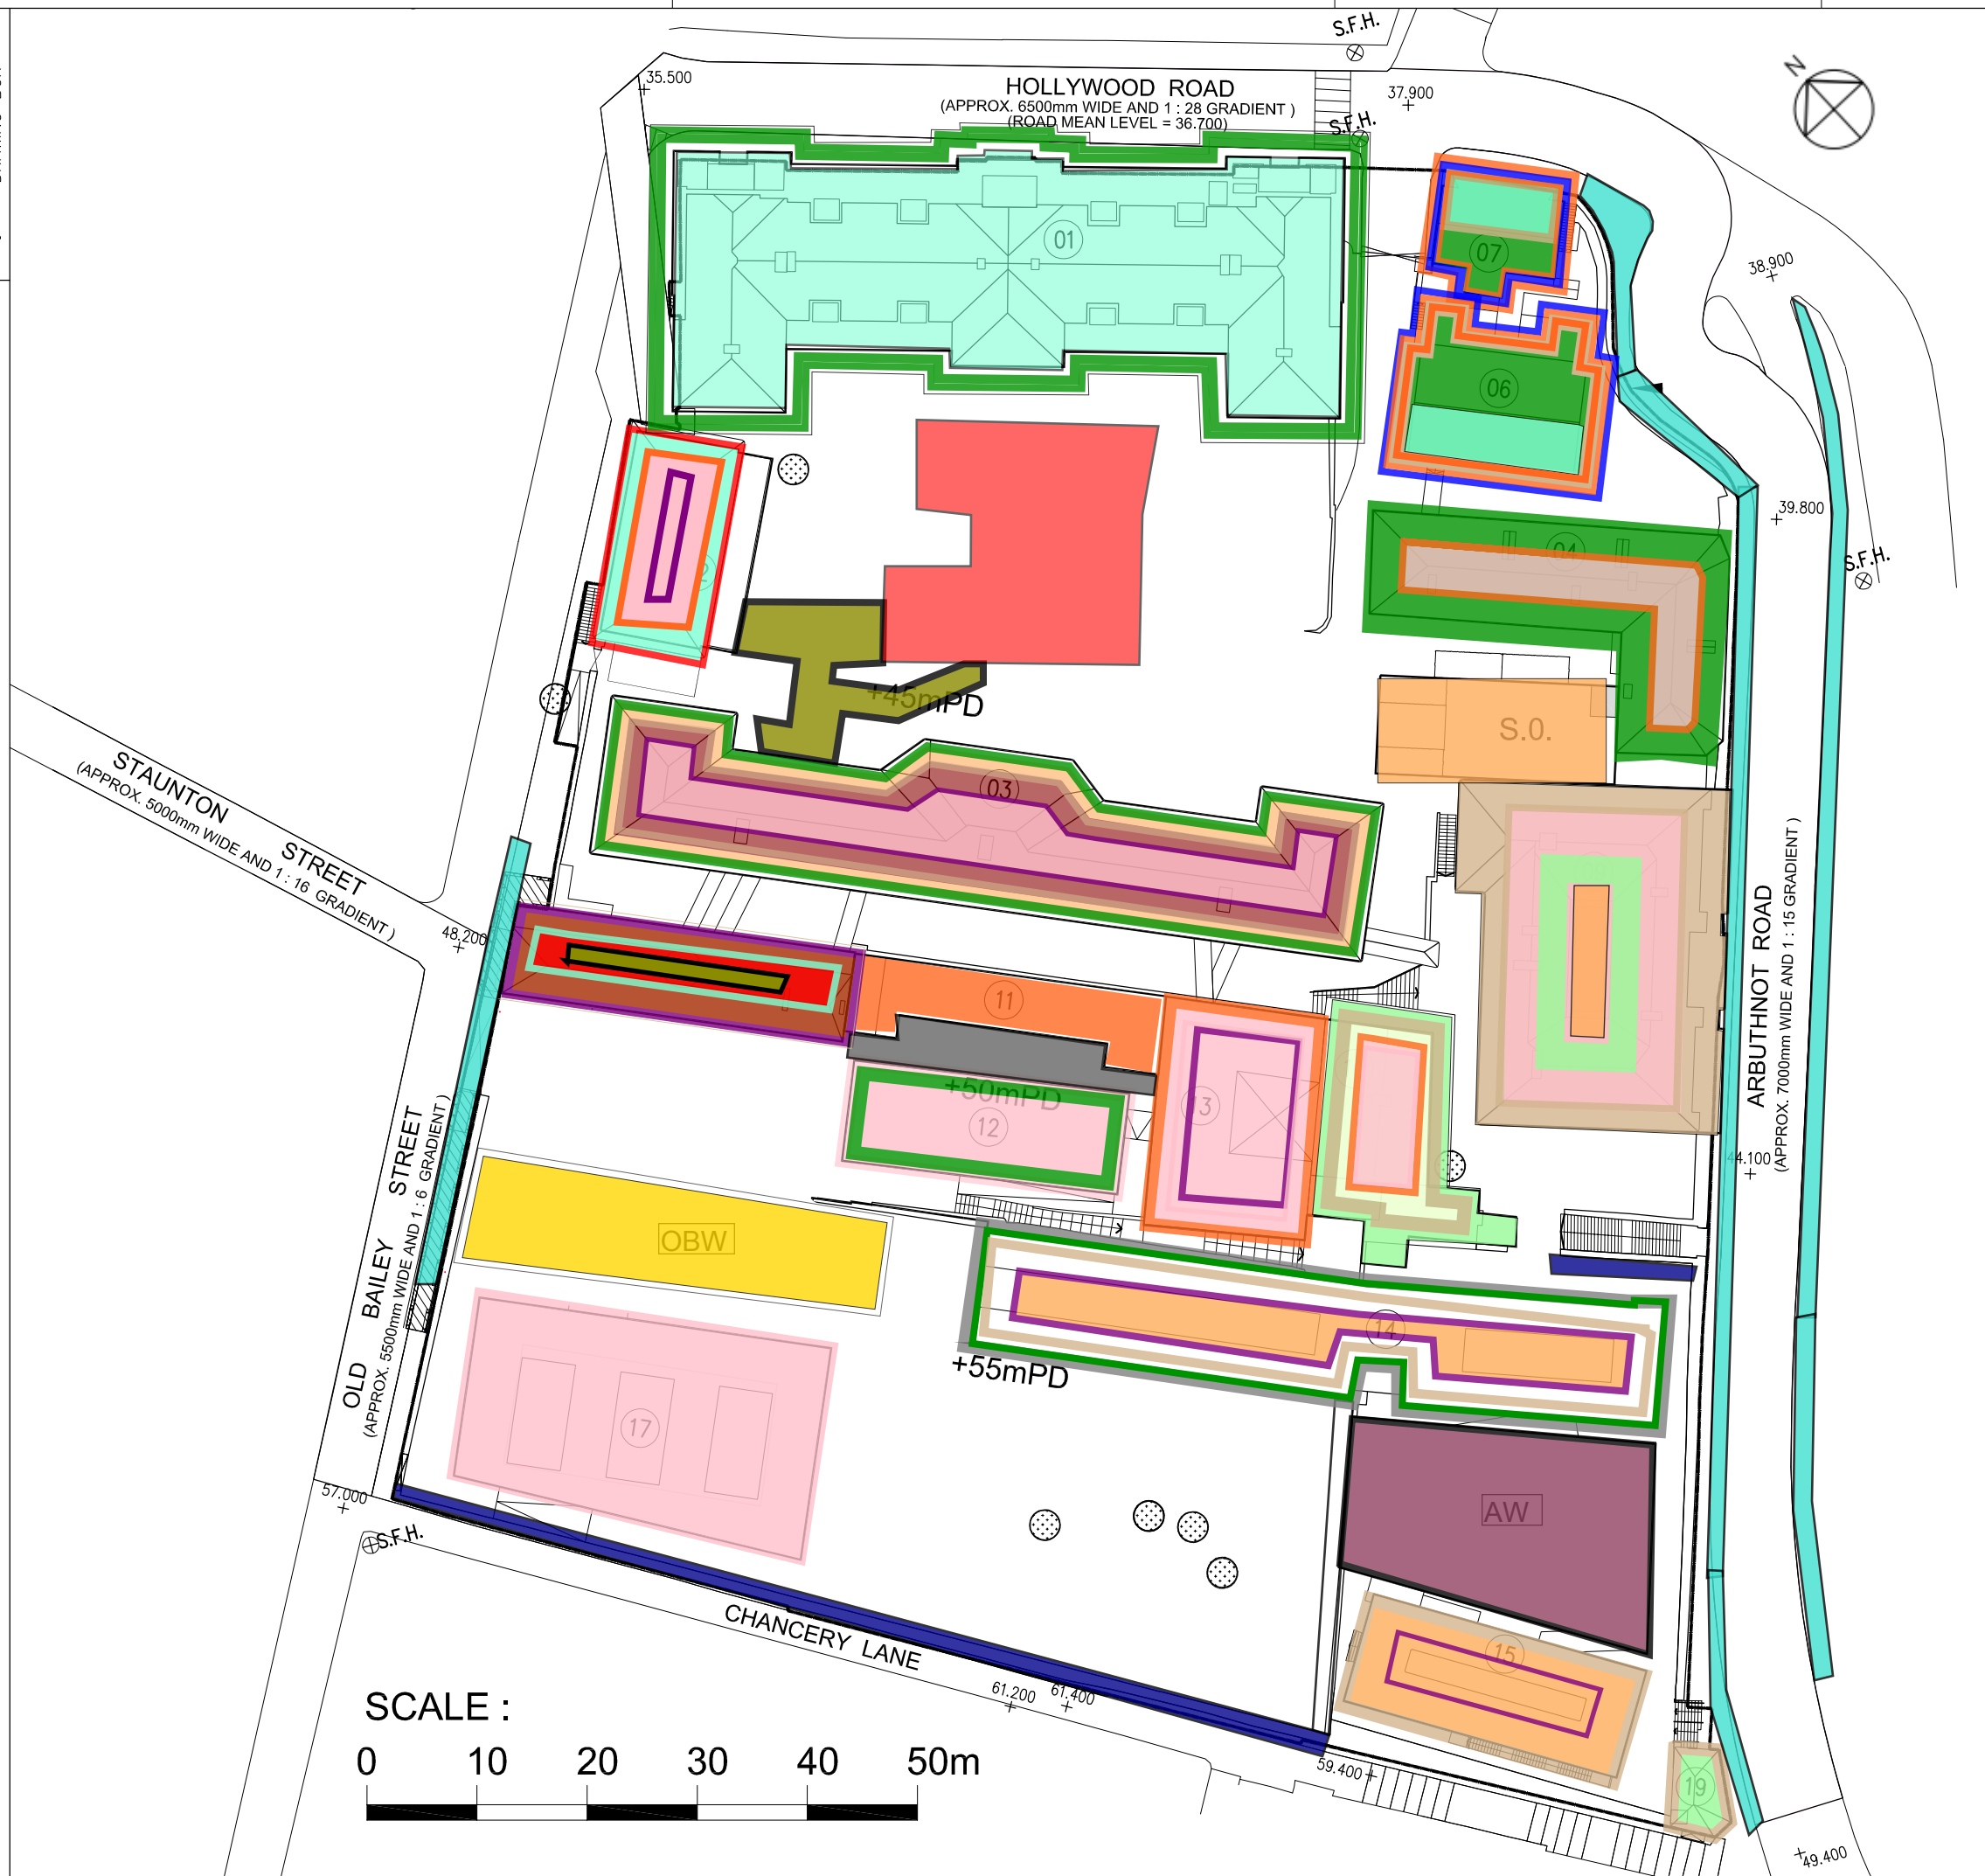 S.F.H.
35.500
HOLLYWOOD ROAD
(APPROX. 6500mm WIDE AND 1 : 28 GRADIENT )
(ROAD MEAN LEVEL = 36.700)
S.F.H.
37.900
N
01
07
38.900
06
39.800
04
S.F.H.
+45mPD
S.O.
03
STAUNTON STREET
(APPROX. 5000mm WIDE AND 1 : 16 GRADIENT )
48.200
11
+50mPD
12
13
ARBUTHNOT ROAD
(APPROX. 7000mm WIDE AND 1 : 15 GRADIENT )
44.100
OLD BAILEY STREET
(APPROX. 5500mm WIDE AND 1 : 6 GRADIENT )
OBW
14
+55mPD
17
57.000
S.F.H.
AW
CHANCERY LANE
15
61.200
61.400
59.400
19
49.400
SCALE :
0 10 20 30 40 50m